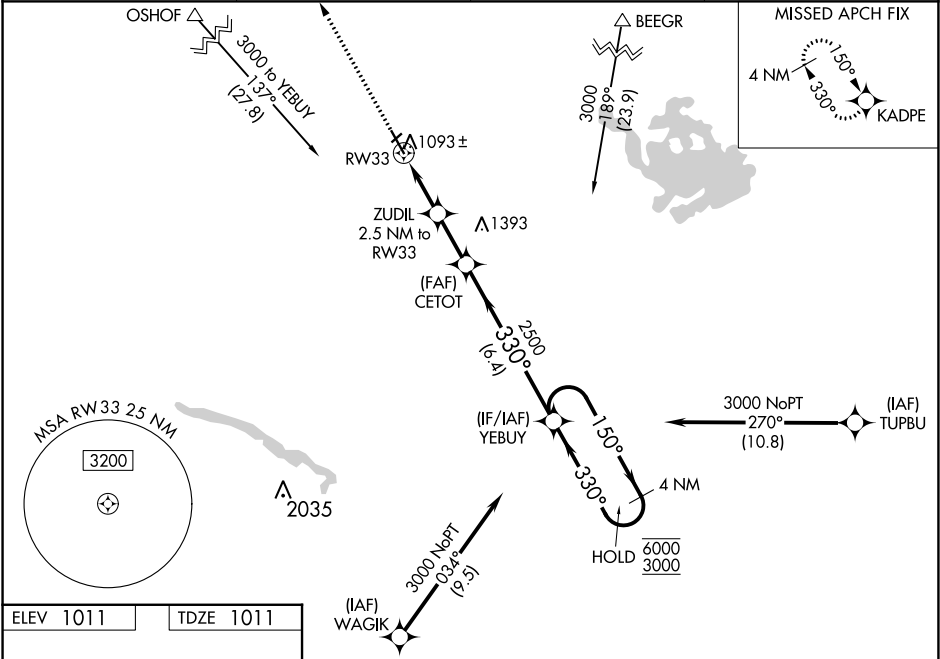 OSHOF
3000 to YEBUY
137°
(27.8)
BEEGR
3000
189°
(23.9)
MISSED APCH FIX
4 NM
150°
330°
KADPE
1093 ±
RW33
ZUDIL
2.5 NM to
RW33
1393
(FAF)
CETOT
2500
330°
(6.4)
(IF/IAF)
YEBUY
150°
330°
4 NM
HOLD
6000
3000
3000 NoPT
270°
(10.8)
(IAF)
TUPBU
MSA RW33 25 NM
3200
2035
3000 NoPT
034°
(9.5)
(IAF)
WAGIK
ELEV 1011
TDZE 1011